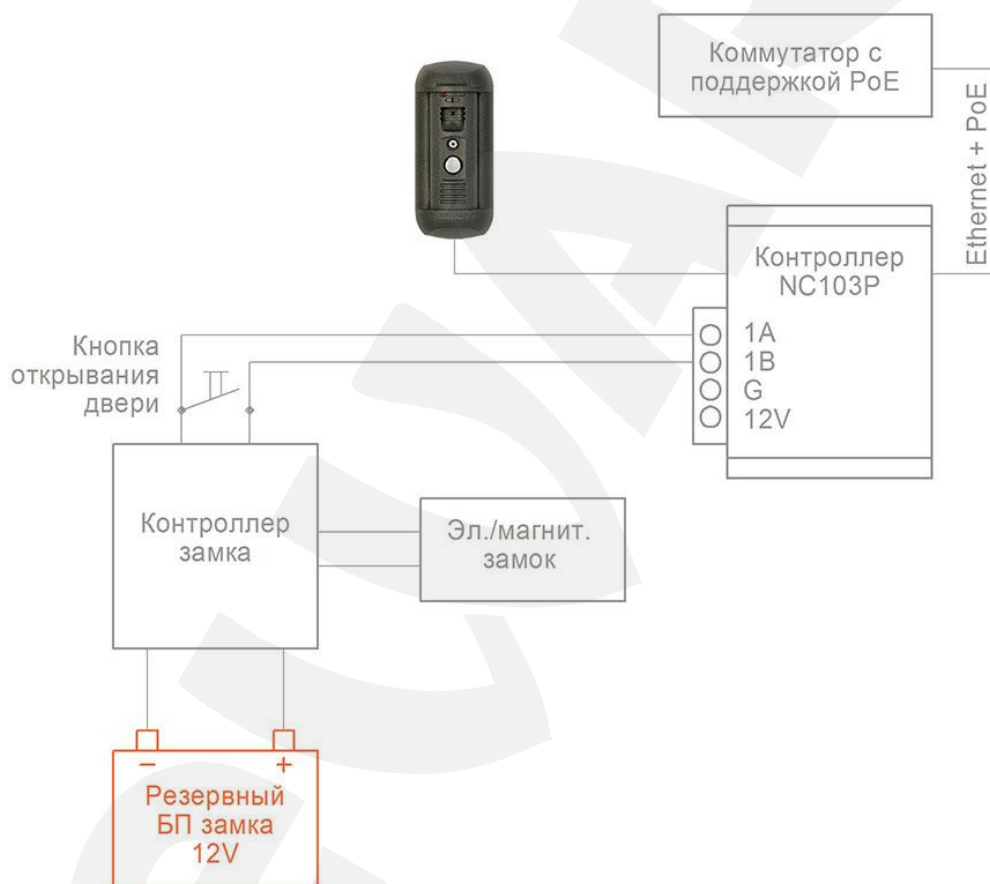 Коммутатор с
поддержкой PoE
Ethernet + PoE
Контроллер
NC103P
1A
1B
G
12V
Кнопка
открывания
двери
Контроллер
замка
Эл./магнит.
замок
− +
Резервный
БП замка
12V